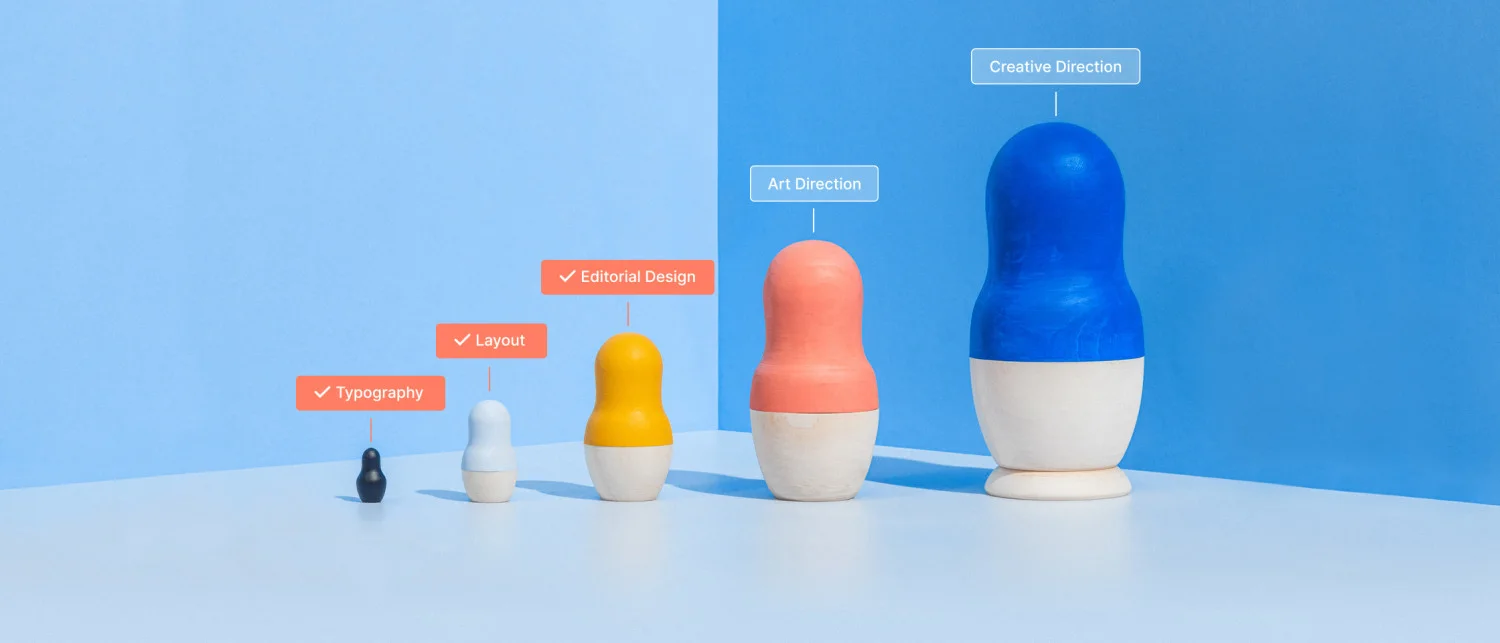 Typography
Layout
Editorial Design
Art Direction
Creative Direction